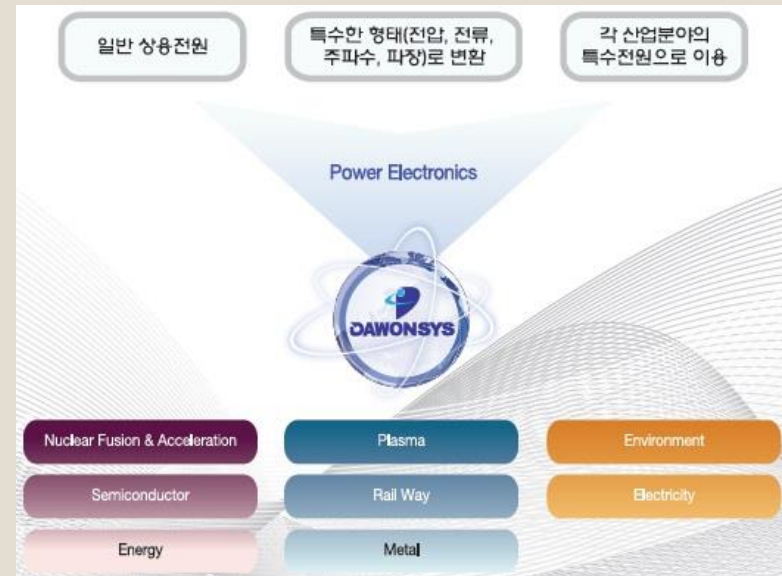 일반 상용전원
특수한 형태(전압, 전류,
주파수, 파장)로 변환
각 산업분야의
특수전원으로 이용
Power Electronics
DAWONSYS
Nuclear Fusion & Acceleration
Plasma
Environment
Semiconductor
Rail Way
Electricity
Energy
Metal